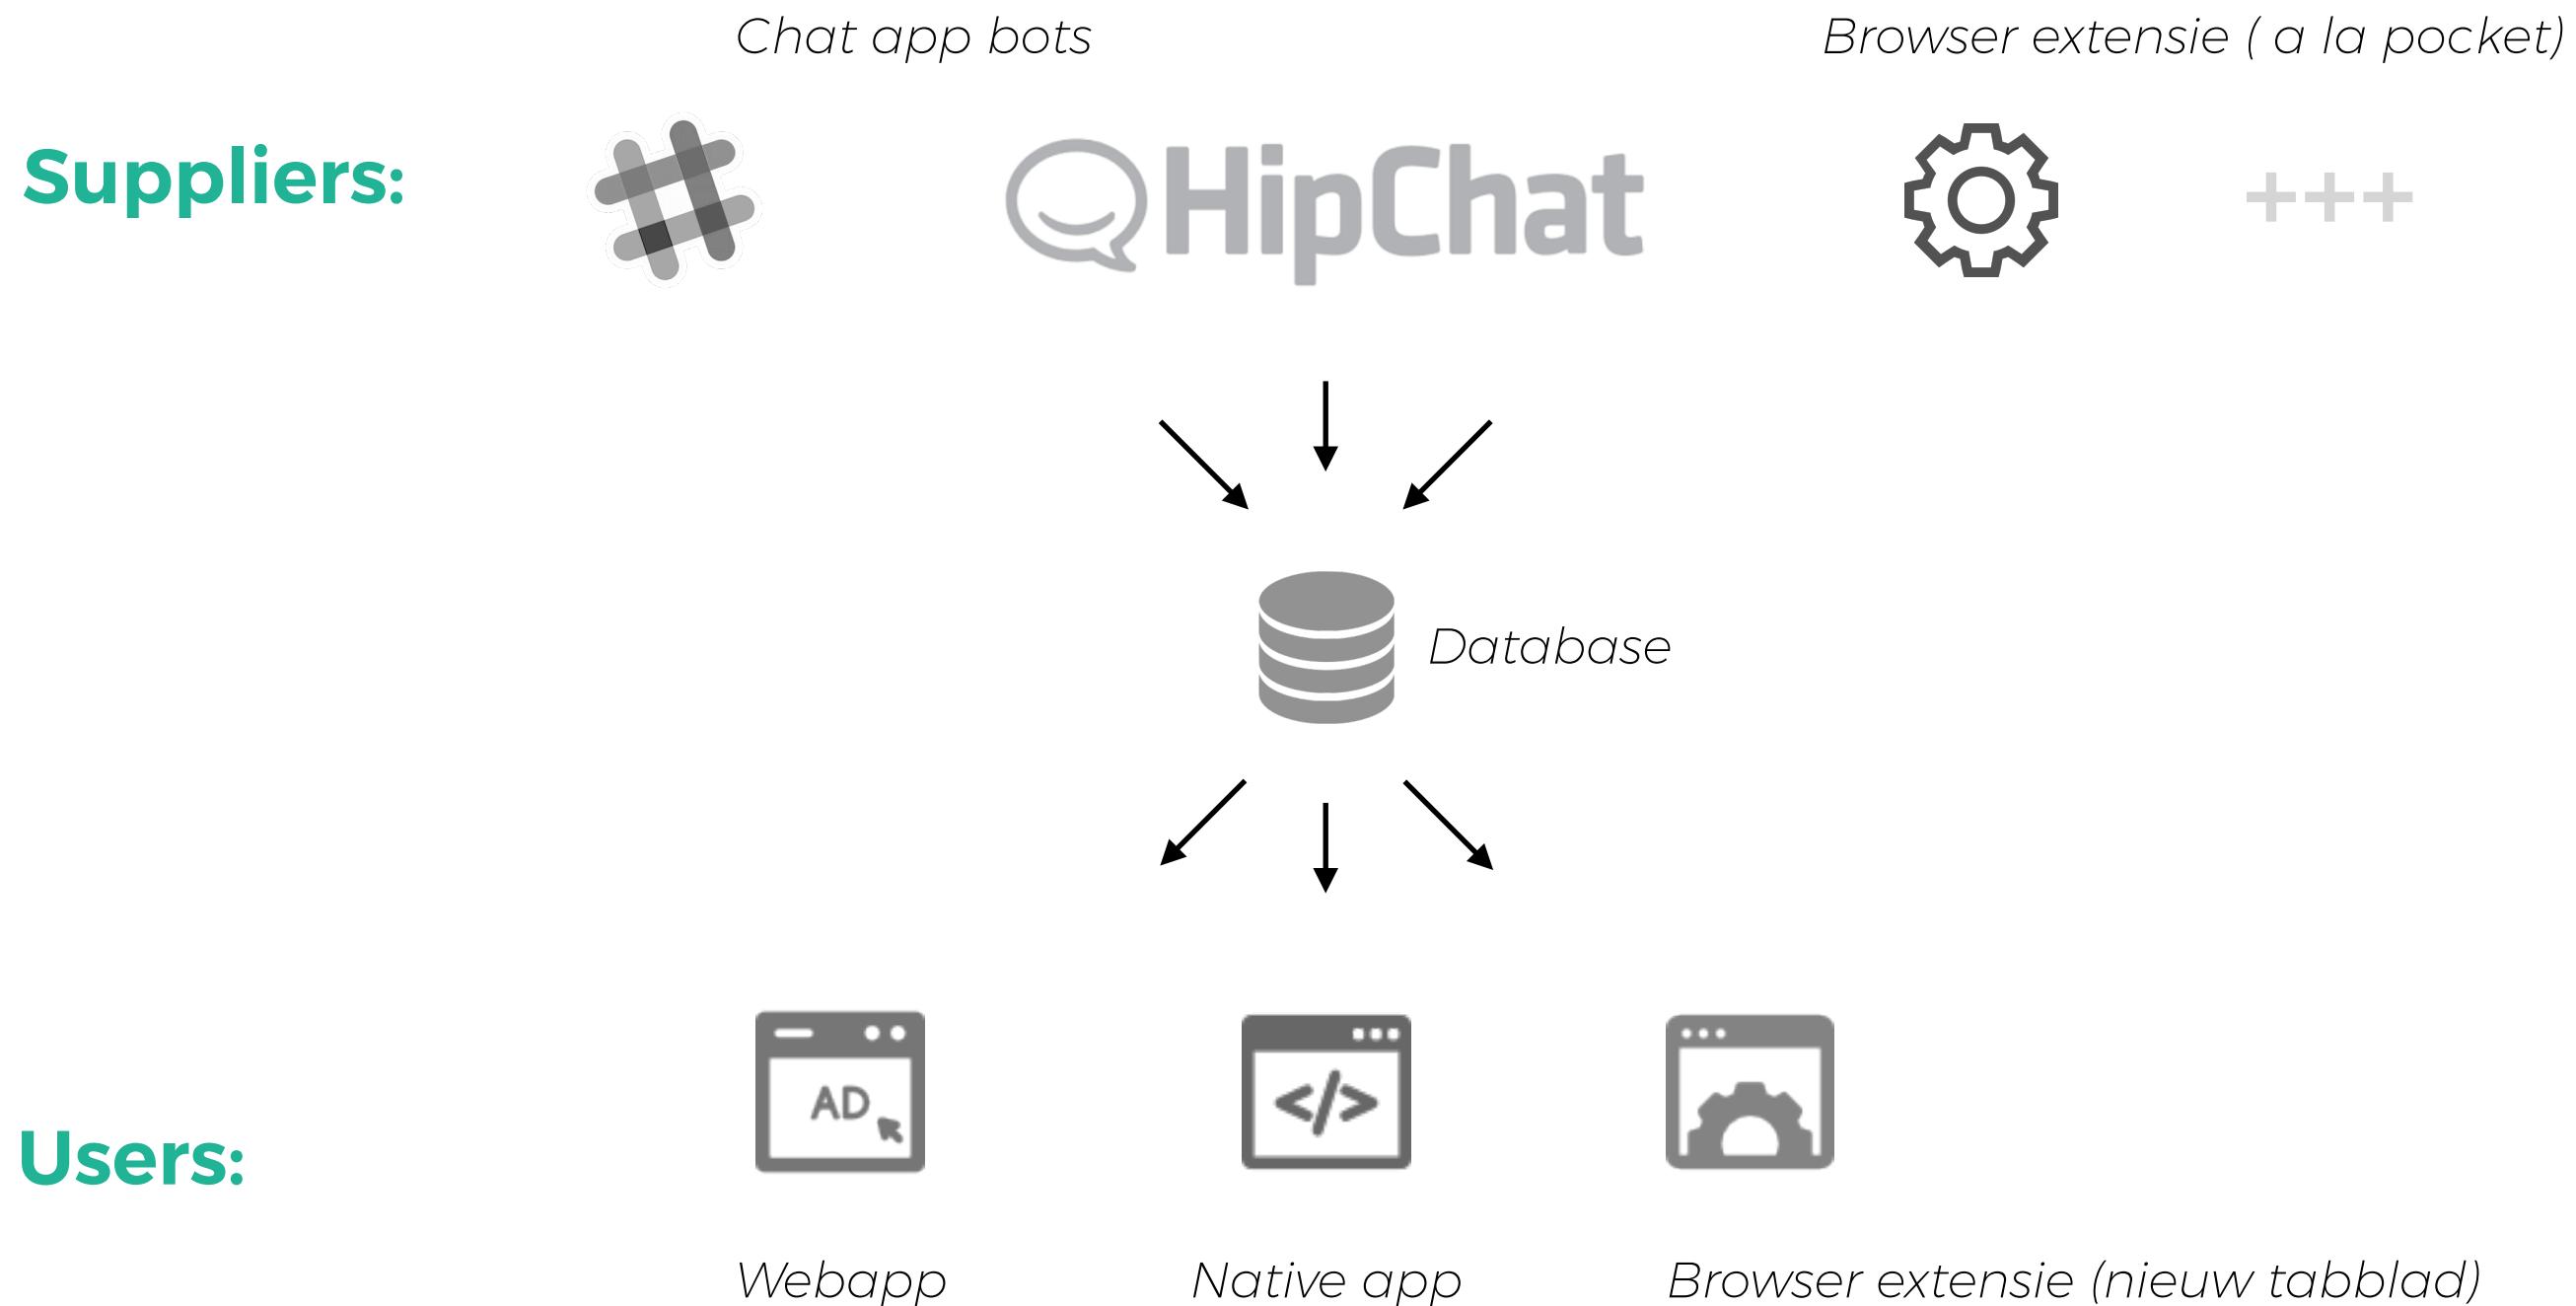 Chat app bots
Browser extensie ( a la pocket)
Suppliers:
HipChat
+++
Database
AD
</>
Users:
Webapp
Native app
Browser extensie (nieuw tabblad)